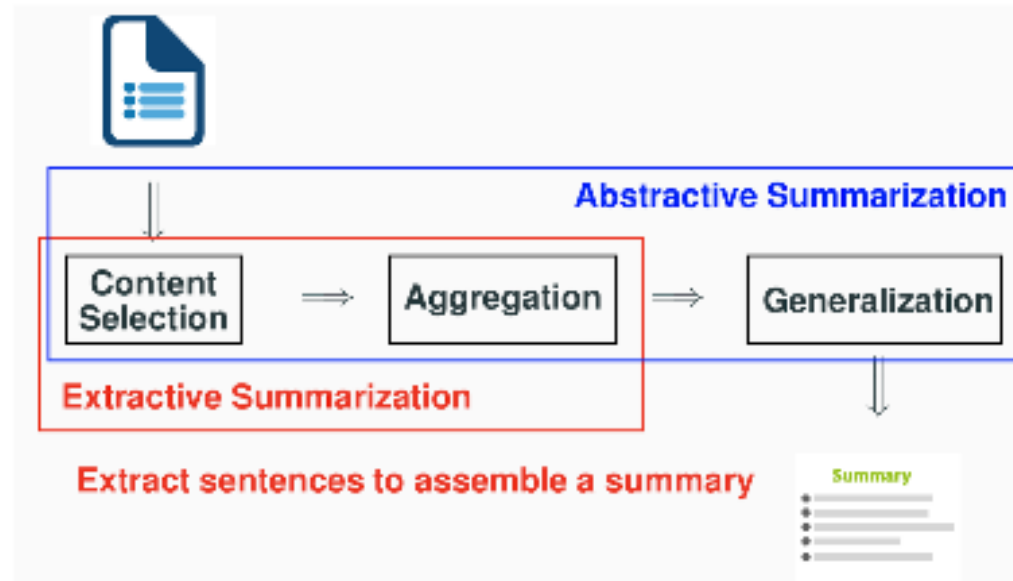 Abstractive Summarization
Content
Selection
Aggregation
Generalization
Extractive Summarization
Extract sentences to assemble a summary
Summary